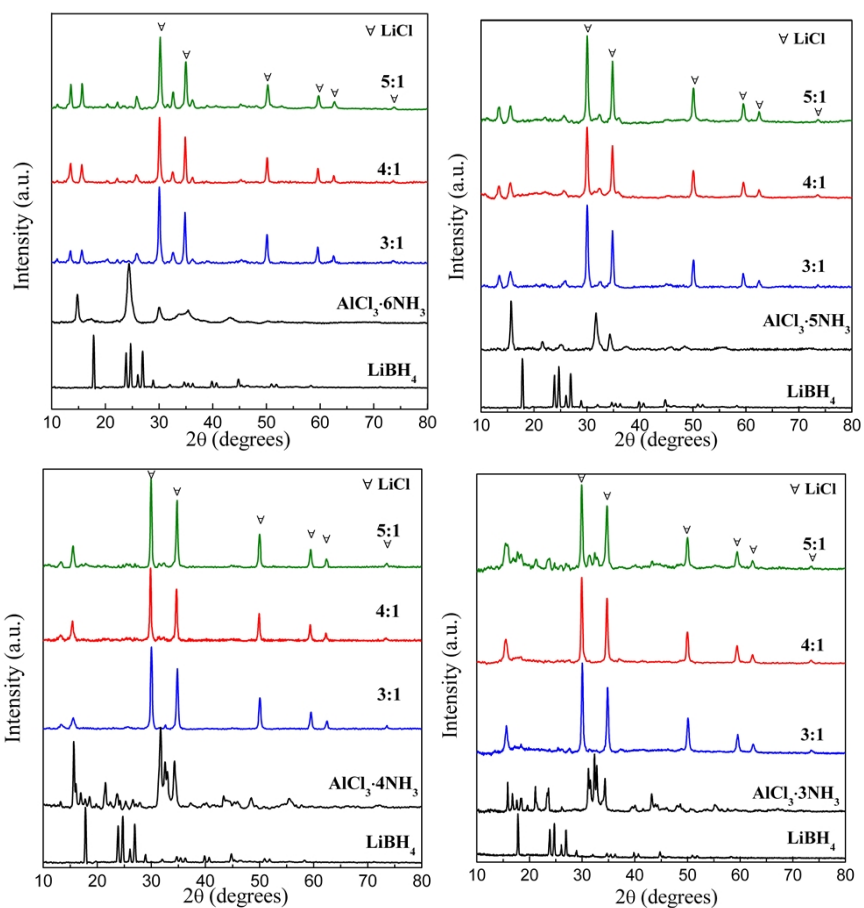 ∀ LiCl
5:1
4:1
3:1
AlCl₃·6NH₃
LiBH₄
Intensity (a.u.)
10 20 30 40 50 60 70 80
2θ (degrees)
∀ LiCl
5:1
4:1
3:1
AlCl₃·5NH₃
LiBH₄
Intensity (a.u.)
10 20 30 40 50 60 70 80
2θ (degrees)
∀ LiCl
5:1
4:1
3:1
AlCl₃·4NH₃
LiBH₄
Intensity (a.u.)
10 20 30 40 50 60 70 80
2θ (degrees)
∀ LiCl
5:1
4:1
3:1
AlCl₃·3NH₃
LiBH₄
Intensity (a.u.)
10 20 30 40 50 60 70 80
2θ (degrees)